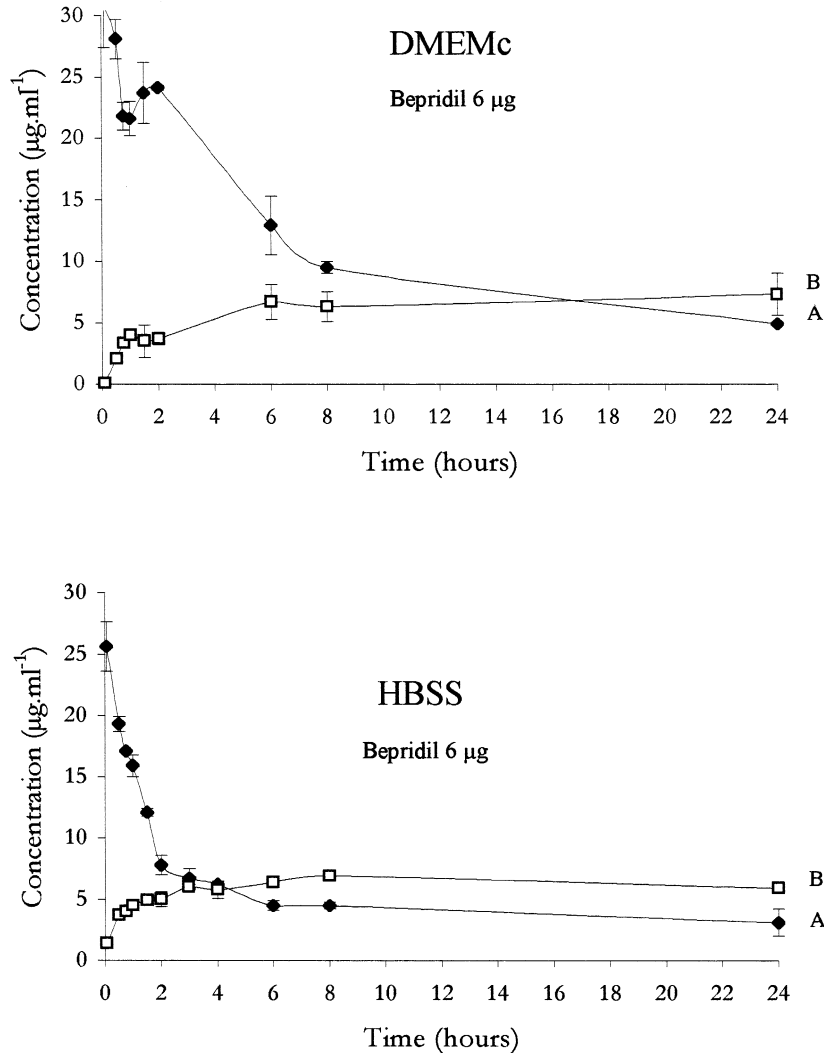 30
DMEMc
25
Bepridil 6 µg
20
15
10
5
0
Concentration (µg.ml⁻¹)
B
A
0 2 4 6 8 10 12 14 16 18 20 22 24
Time (hours)
30
25
HBSS
20
Bepridil 6 µg
15
10
5
0
Concentration (µg.ml⁻¹)
B
A
0 2 4 6 8 10 12 14 16 18 20 22 24
Time (hours)